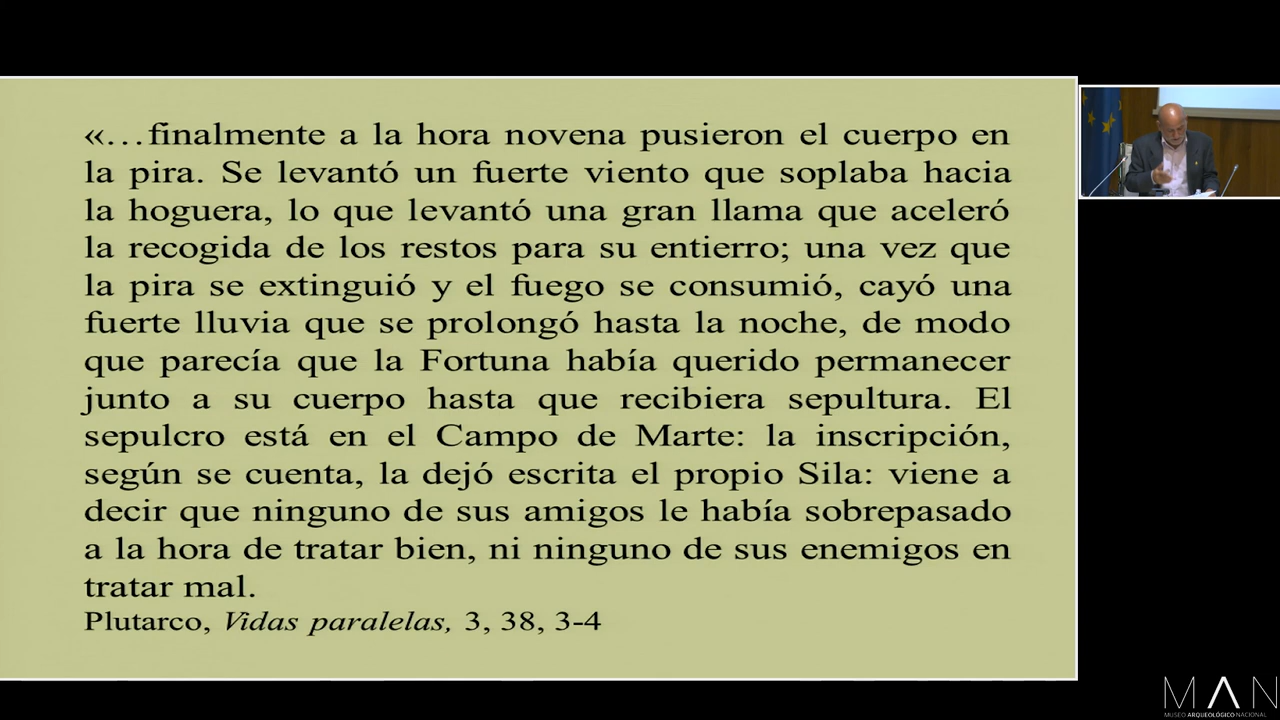 «…finalmente a la hora novena pusieron el cuerpo en
la pira. Se levantó un fuerte viento que soplaba hacia
la hoguera, lo que levantó una gran llama que aceleró
la recogida de los restos para su entierro; una vez que
la pira se extinguió y el fuego se consumió, cayó una
fuerte lluvia que se prolongó hasta la noche, de modo
que parecía que la Fortuna había querido permanecer
junto a su cuerpo hasta que recibiera sepultura. El
sepulcro está en el Campo de Marte: la inscripción,
según se cuenta, la dejó escrita el propio Sila: viene a
decir que ninguno de sus amigos le había sobrepasado
a la hora de tratar bien, ni ninguno de sus enemigos en
tratar mal.
Plutarco, Vidas paralelas, 3, 38, 3-4
MAN
MUSEO ARQUEOLÓGICO NACIONAL